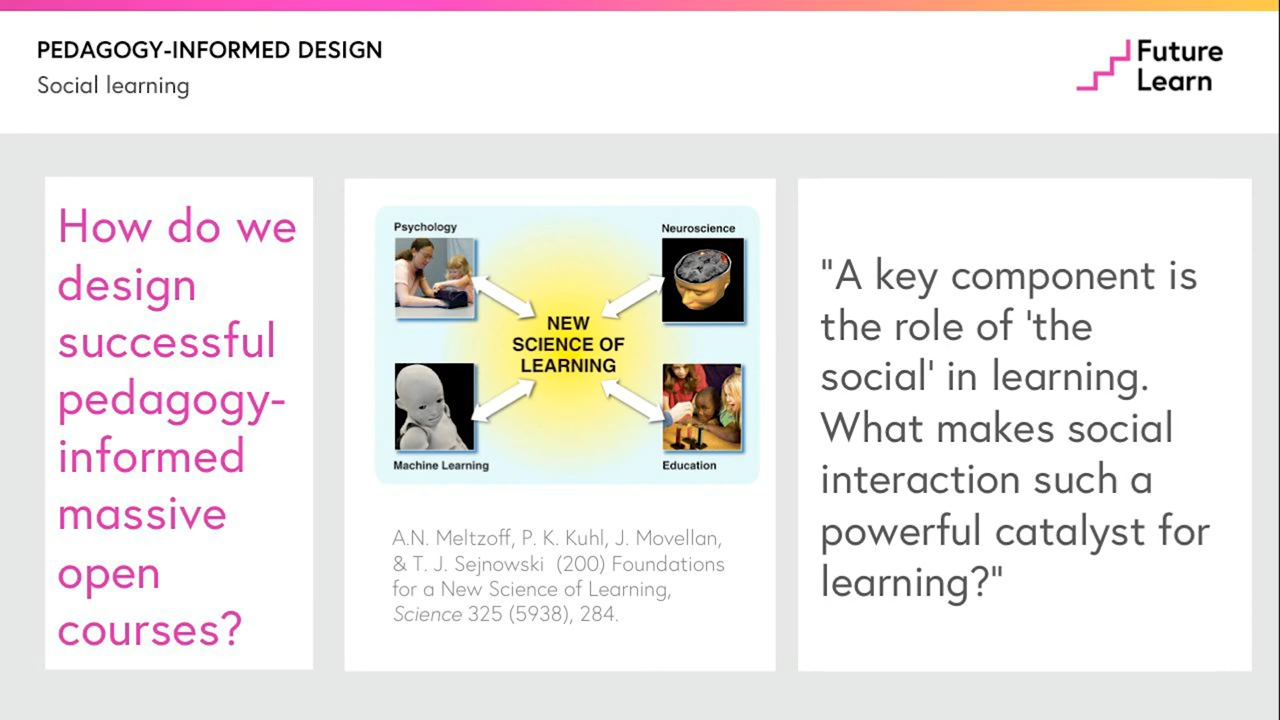 PEDAGOGY-INFORMED DESIGN
Social learning
Future
Learn
How do we
design
successful
pedagogy-
informed
massive
open
courses?
Psychology
Neuroscience
NEW
SCIENCE OF
LEARNING
Machine Learning
Education
A.N. Meltzoff, P. K. Kuhl, J. Movellan,
& T. J. Sejnowski (200) Foundations
for a New Science of Learning,
Science 325 (5938), 284.
"A key component is
the role of 'the
social' in learning.
What makes social
interaction such a
powerful catalyst for
learning?"